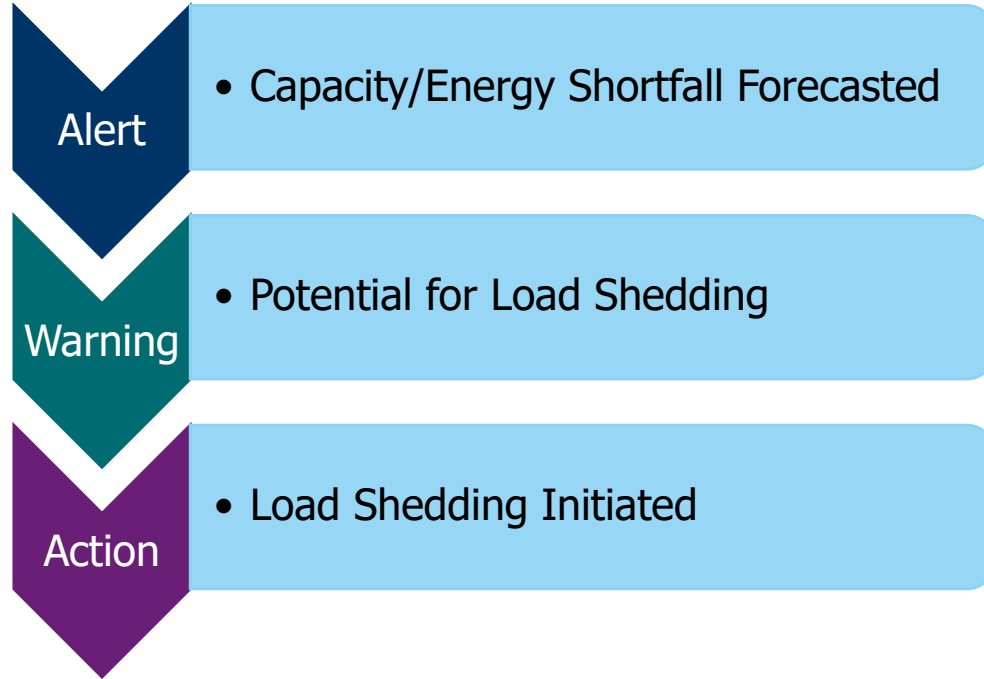 Alert
• Capacity/Energy Shortfall Forecasted
Warning
• Potential for Load Shedding
Action
• Load Shedding Initiated